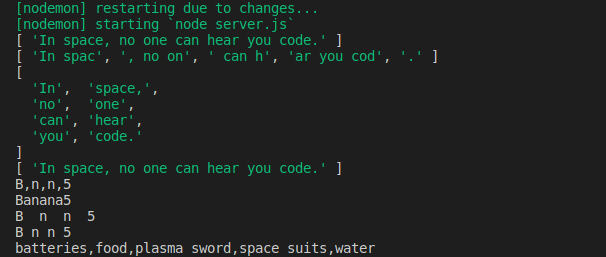 [nodemon] restarting due to changes...
[nodemon] starting `node server.js`
[ 'In space, no one can hear you code.' ]
[ 'In spac', ', no on', ' can h', 'ar you cod', '.' ]
[
  'In',  'space,',
  'no',  'one',
  'can', 'hear',
  'you', 'code.'
]
[ 'In space, no one can hear you code.' ]
B,n,n,5
Banana5
B  n  n  5
B n n 5
batteries,food,plasma sword,space suits,water